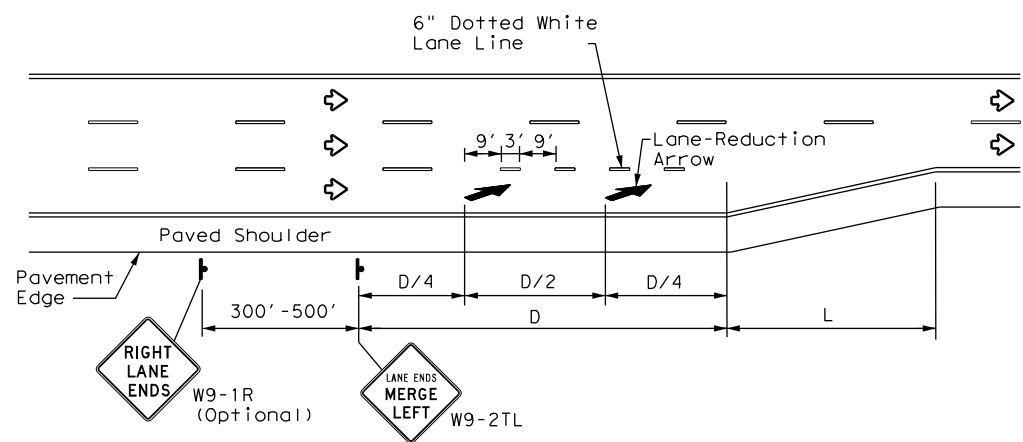 6" Dotted White
Lane Line
9' 3' 9'
Lane-Reduction
Arrow
Paved Shoulder
Pavement
Edge
D/4 D/2 D/4
300'-500' D L
RIGHT
LANE
ENDS
W9-1R
(Optional)
LANE ENDS
MERGE
LEFT
W9-2TL